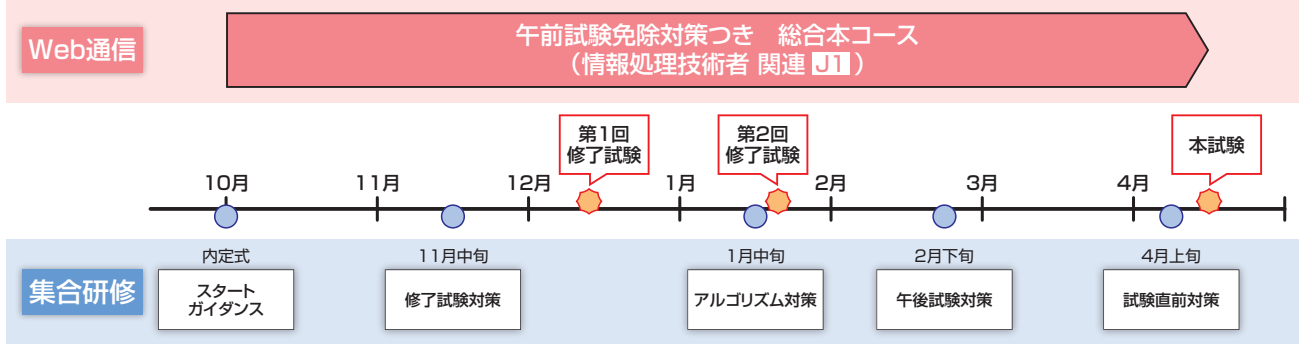 Web通信
午前試験免除対策つき　総合本コース
（情報処理技術者 関連 J1 ）
第1回
修了試験
第2回
修了試験
本試験
10月
11月
12月
1月
2月
3月
4月
集合研修
内定式
スタート
ガイダンス
11月中旬
修了試験対策
1月中旬
アルゴリズム対策
2月下旬
午後試験対策
4月上旬
試験直前対策